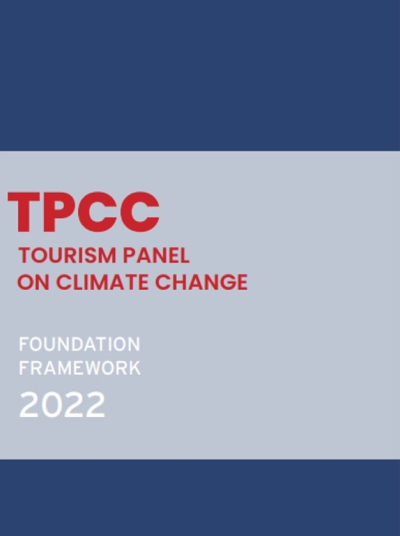 TPCC
TOURISM PANEL
ON CLIMATE CHANGE
FOUNDATION
FRAMEWORK
2022